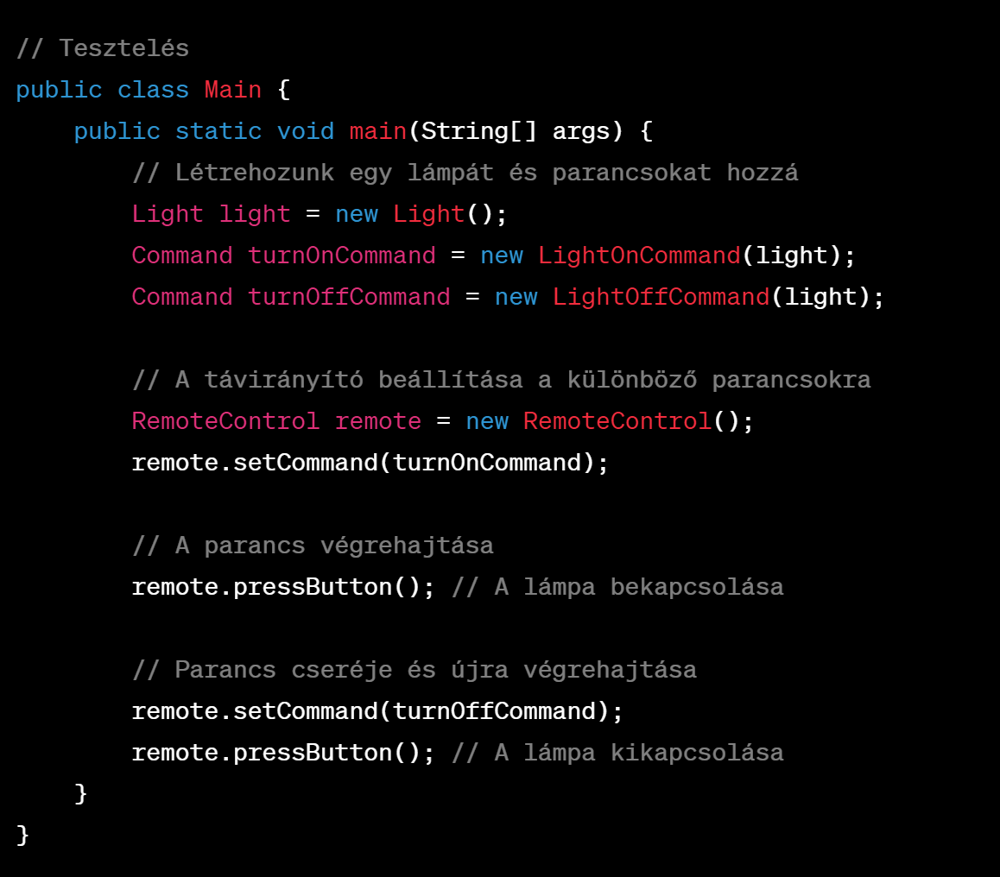 // Tesztelés
public class Main {
    public static void main(String[] args) {
        // Létrehozunk egy lámpát és parancsokat hozzá
        Light light = new Light();
        Command turnOnCommand = new LightOnCommand(light);
        Command turnOffCommand = new LightOffCommand(light);

        // A távirányító beállítása a különböző parancsokra
        RemoteControl remote = new RemoteControl();
        remote.setCommand(turnOnCommand);

        // A parancs végrehajtása
        remote.pressButton(); // A lámpa bekapcsolása

        // Parancs cseréje és újra végrehajtása
        remote.setCommand(turnOffCommand);
        remote.pressButton(); // A lámpa kikapcsolása
    }
}